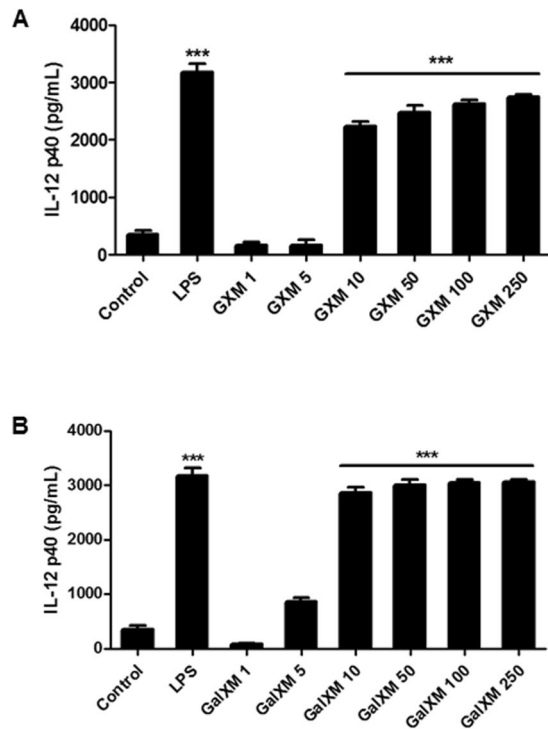 A
IL-12 p40 (pg/mL)
4000
3000
2000
1000
0
***
***
Control
LPS
GXM 1
GXM 5
GXM 10
GXM 50
GXM 100
GXM 250
B
IL-12 p40 (pg/mL)
4000
3000
2000
1000
0
***
***
Control
LPS
GalXM 1
GalXM 5
GalXM 10
GalXM 50
GalXM 100
GalXM 250